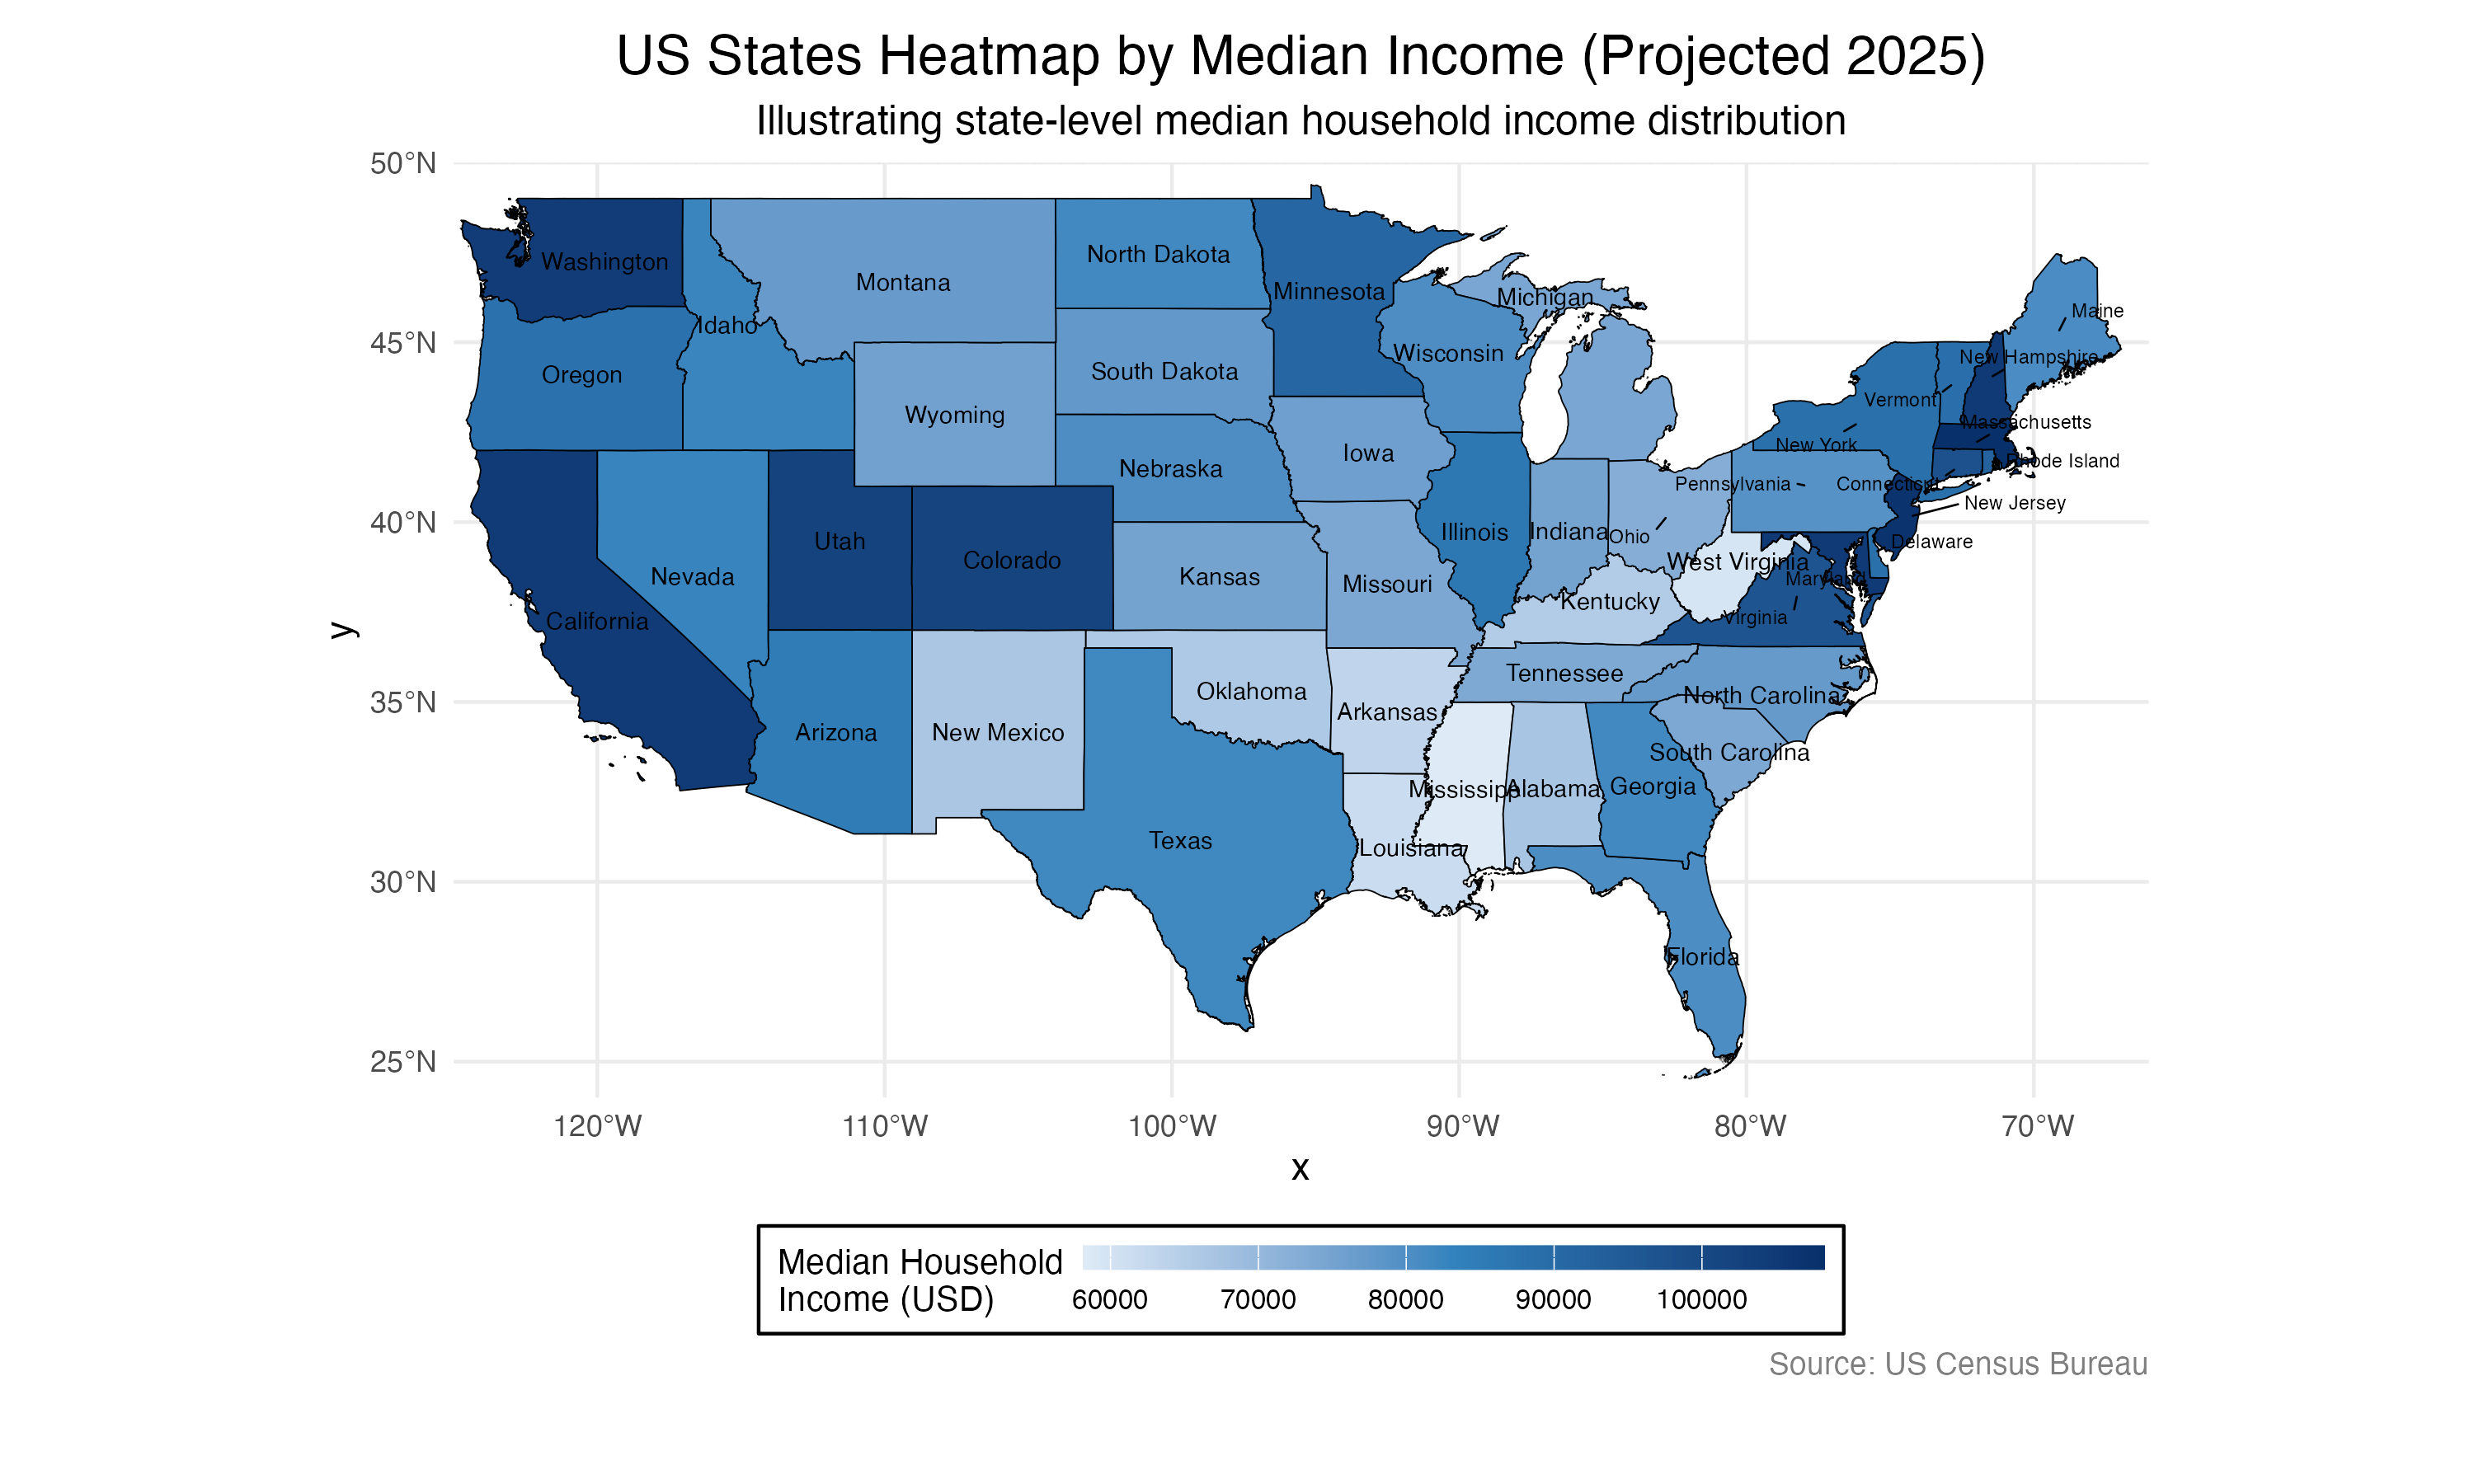 US States Heatmap by Median Income (Projected 2025)
Illustrating state-level median household income distribution
50°N
45°N
40°N
35°N
30°N
25°N
y
Washington
Montana
North Dakota
Minnesota
Michigan
Maine
Idaho
Oregon
South Dakota
Wisconsin
New Hampshire
Wyoming
Vermont
Massachusetts
New York
Iowa
Nebraska
Rhode Island
Pennsylvania
Connecticut
New Jersey
Utah
Colorado
Illinois
Indiana
Ohio
Delaware
West Virginia
Nevada
Kansas
Missouri
Maryland
Kentucky
California
Virginia
Tennessee
Oklahoma
North Carolina
Arkansas
Arizona
New Mexico
South Carolina
Mississippi
Alabama
Georgia
Texas
Louisiana
Florida
120°W
110°W
100°W
90°W
80°W
70°W
x
Median Household
Income (USD)
60000
70000
80000
90000
100000
Source: US Census Bureau